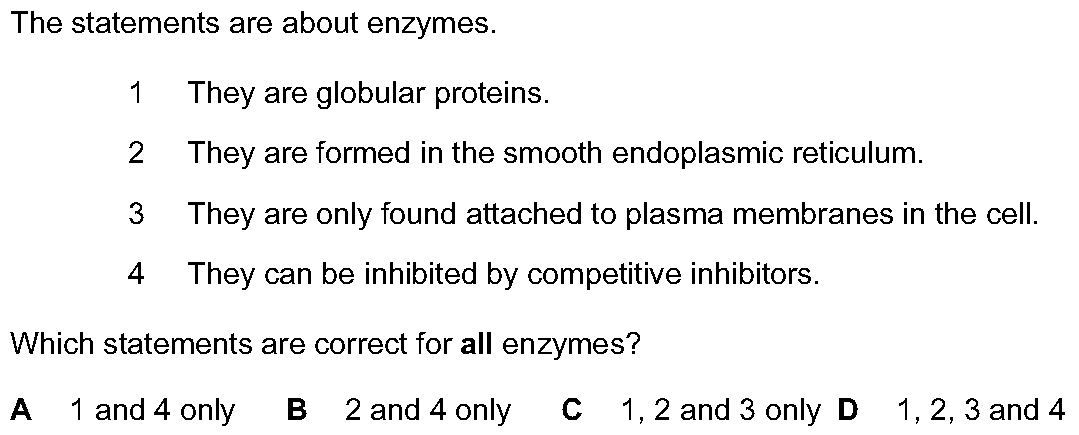 The statements are about enzymes.
1 They are globular proteins.
2 They are formed in the smooth endoplasmic reticulum.
3 They are only found attached to plasma membranes in the cell.
4 They can be inhibited by competitive inhibitors.
Which statements are correct for all enzymes?
A 1 and 4 only B 2 and 4 only C 1, 2 and 3 only D 1, 2, 3 and 4